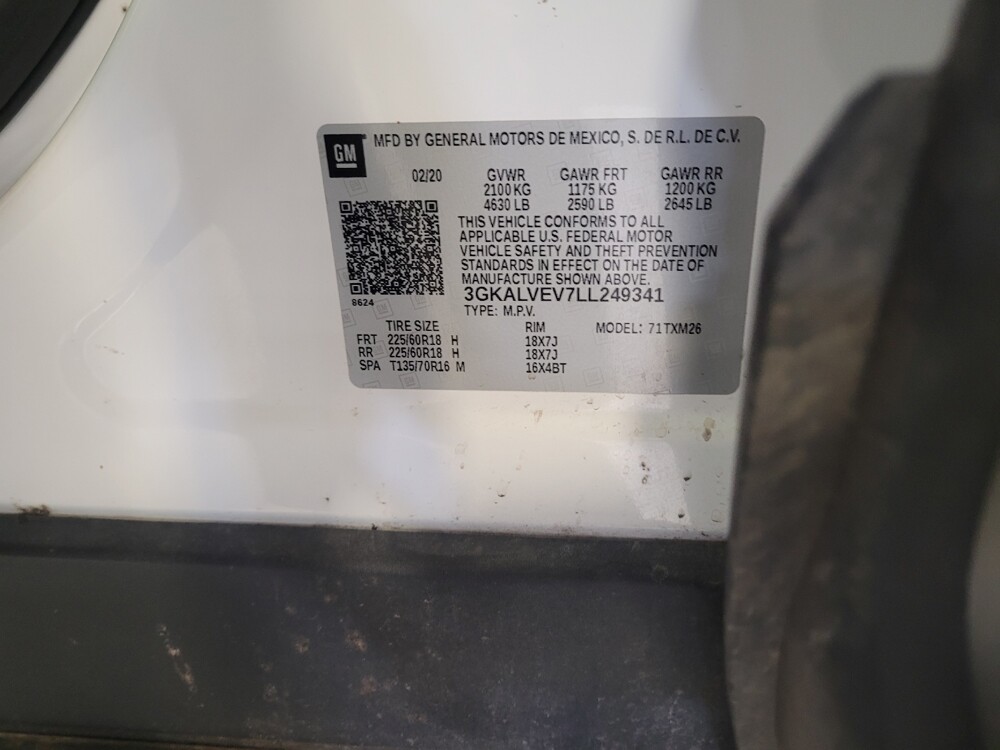 GM MFD BY GENERAL MOTORS DE MEXICO, S. DE R.L. DE C.V.
02/20 GVWR GAWR FRT GAWR RR
2100 KG 1175 KG 1200 KG
4630 LB 2590 LB 2645 LB
THIS VEHICLE CONFORMS TO ALL
APPLICABLE U.S. FEDERAL MOTOR
VEHICLE SAFETY AND THEFT PREVENTION
STANDARDS IN EFFECT ON THE DATE OF
MANUFACTURE SHOWN ABOVE.
8624
3GKALVEV7LL249341
TYPE: M.P.V.
TIRE SIZE RIM MODEL: 71TXM26
FRT 225/60R18 H 18X7J
RR 225/60R18 H 18X7J
SPA T135/70R16 M 16X4BT